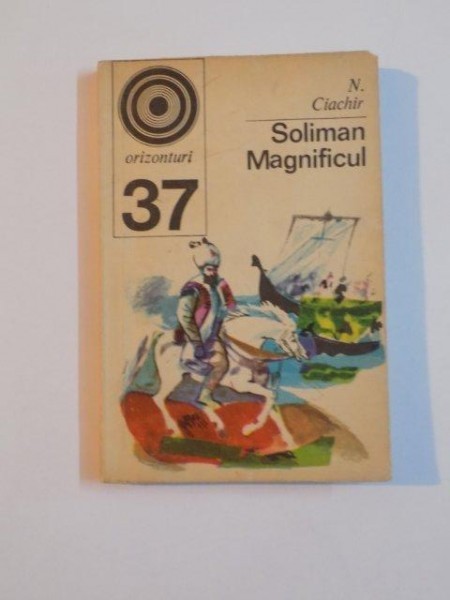 orizonturi
37
N.
Ciachir
Soliman
Magnificul